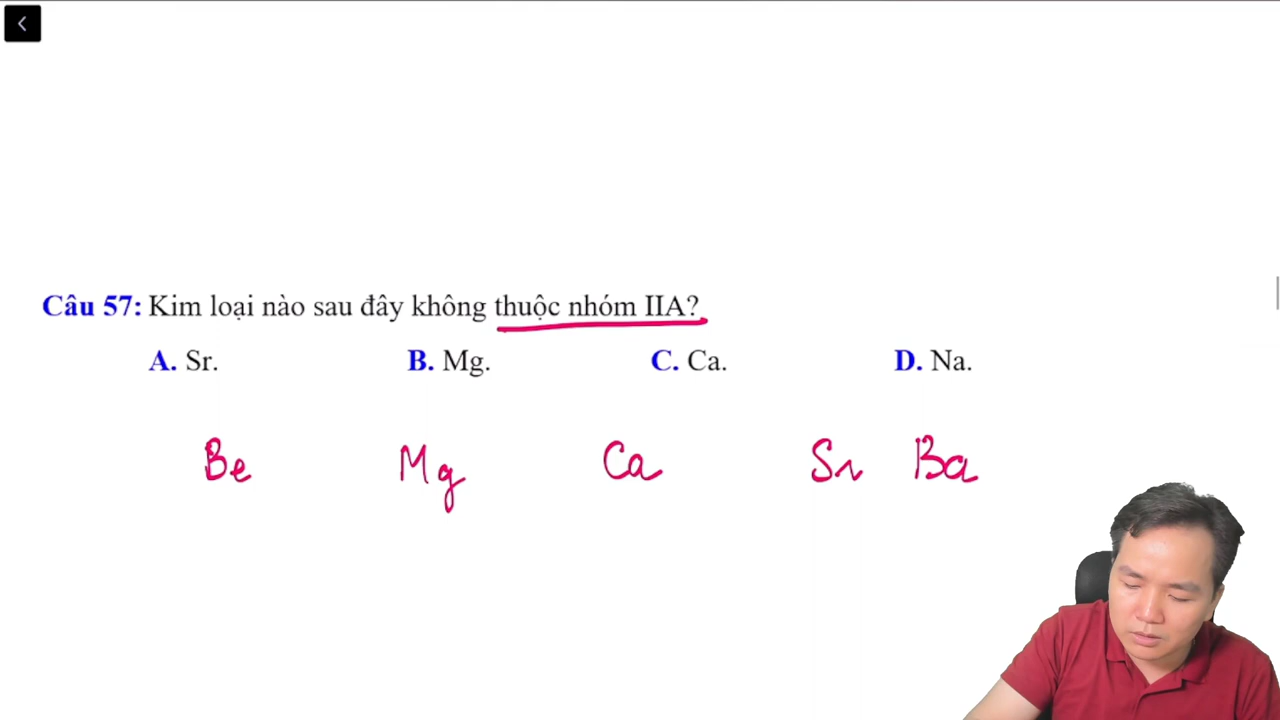 Câu 57: Kim loại nào sau đây không thuộc nhóm IIA?
A. Sr. B. Mg. C. Ca. D. Na.
Be Mg Ca Sr Ba